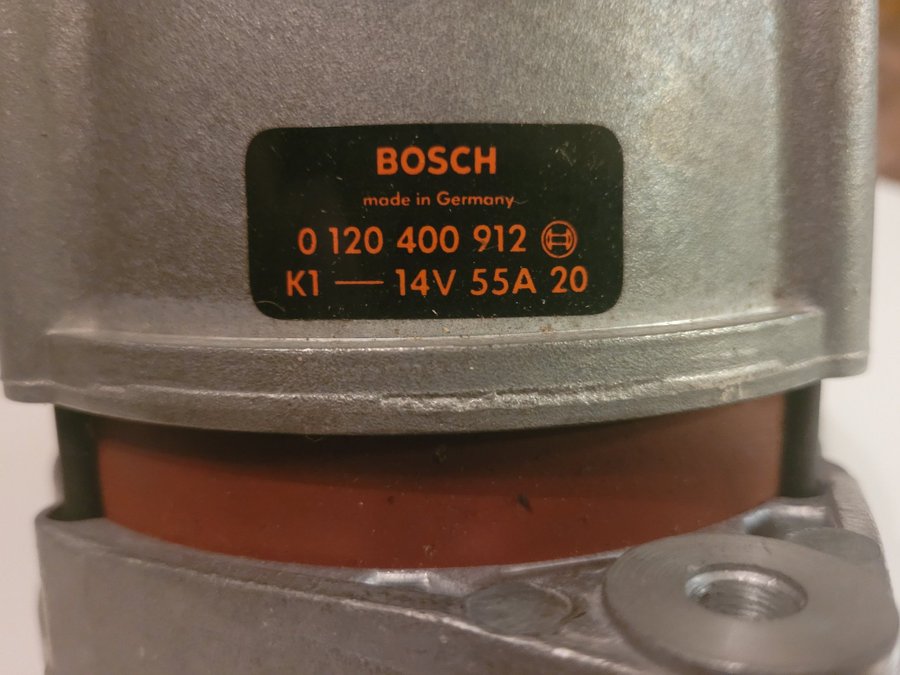 BOSCH
made in Germany
0 120 400 912
K1 — 14V 55A 20